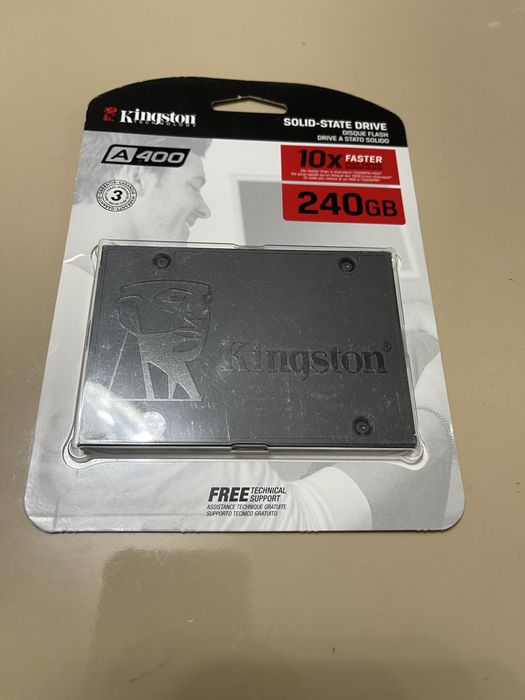 Kingston
TECHNOLOGY
SOLID-STATE DRIVE
DISQUE FLASH
DRIVE A STATO SOLIDO
A400
10x FASTER
240GB
3
Kingston®
FREE TECHNICAL SUPPORT
ASSISTANCE TECHNIQUE GRATUITE
SUPPORTO TECNICO GRATUITO